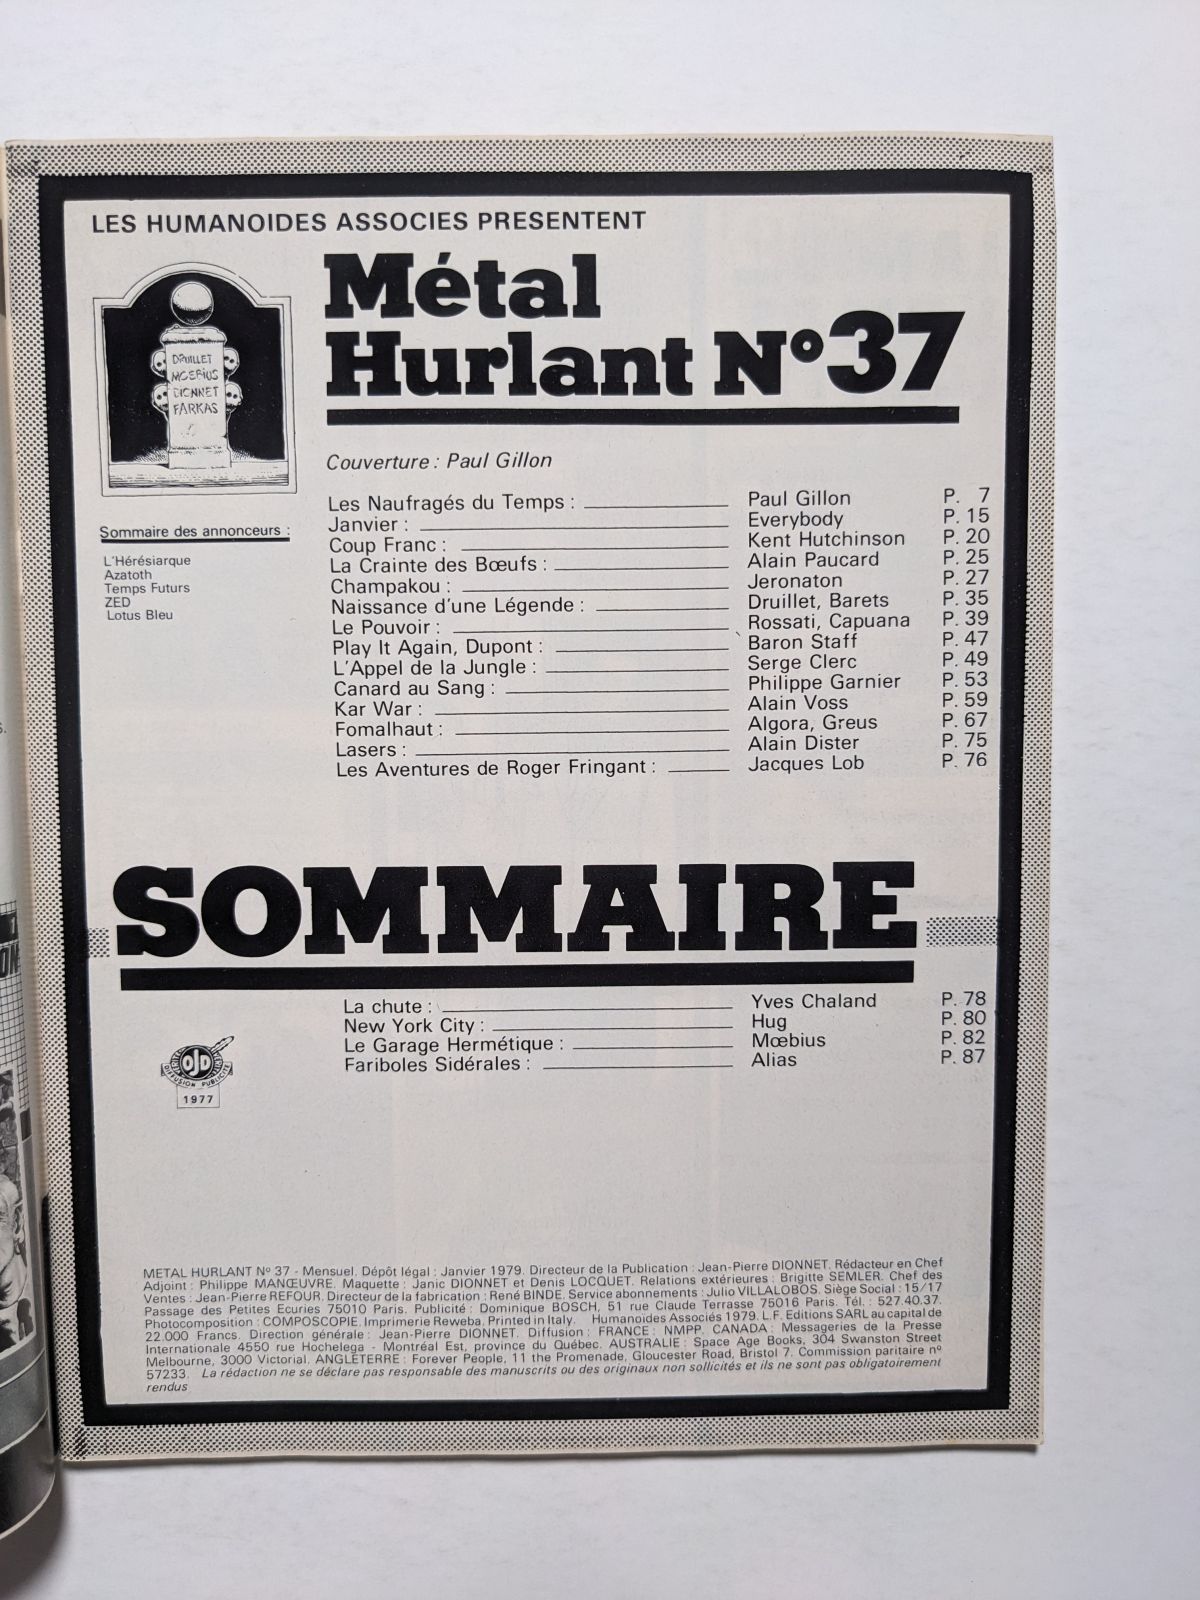 LES HUMANOIDES ASSOCIES PRESENTENT
Métal
Hurlant N°37
DRUILLET
MOEBIUS
DIONNET
FARKAS
Couverture : Paul Gillon
Sommaire des annonceurs :
L'Hérésiarque
Azatoth
Temps Futurs
ZED
Lotus Bleu
Les Naufragés du Temps : Paul Gillon P. 7
Janvier : Everybody P. 15
Coup Franc : Kent Hutchinson P. 20
La Crainte des Bœufs : Alain Paucard P. 25
Champakou : Jeronaton P. 27
Naissance d'une Légende : Druillet, Barets P. 35
Le Pouvoir : Rossati, Capuana P. 39
Play It Again, Dupont : Baron Staff P. 47
L'Appel de la Jungle : Serge Clerc P. 49
Canard au Sang : Philippe Garnier P. 53
Kar War : Alain Voss P. 59
Fomalhaut : Algora, Greus P. 67
Lasers : Alain Dister P. 75
Les Aventures de Roger Fringant : Jacques Lob P. 76
SOMMAIRE
La chute : Yves Chaland P. 78
New York City : Hug P. 80
Le Garage Hermétique : Mœbius P. 82
Fariboles Sidérales : Alias P. 87
OJD
DIFFUSION PUBLICITE
1977
METAL HURLANT Nº 37 - Mensuel. Dépôt légal : Janvier 1979. Directeur de la Publication : Jean-Pierre DIONNET. Rédacteur en Chef
Adjoint : Philippe MANŒUVRE. Maquette : Janic DIONNET et Denis LOCQUET. Relations extérieures : Brigitte SEMLER. Chef des
Ventes : Jean-Pierre REFOUR. Directeur de la fabrication : René BINDE. Service abonnements : Julio VILLALOBOS. Siège Social : 15/17
Passage des Petites Ecuries 75010 Paris. Publicité : Dominique BOSCH, 51 rue Claude Terrasse 75016 Paris. Tél. : 527.40.37.
Photocomposition : COMPOSCOPIE. Imprimerie Reweba. Printed in Italy. Humanoides Associés 1979. L.F. Editions SARL au capital de
22.000 Francs. Direction générale : Jean-Pierre DIONNET. Diffusion : FRANCE : NMPP. CANADA : Messageries de la Presse
Internationale 4550 rue Hochelega - Montréal Est, province du Québec. AUSTRALIE : Space Age Books, 304 Swanston Street
Melbourne, 3000 Victorial. ANGLETERRE : Forever People, 11 the Promenade, Gloucester Road, Bristol 7. Commission paritaire nº
57233. La rédaction ne se déclare pas responsable des manuscrits ou des originaux non sollicités et ils ne sont pas obligatoirement
rendus